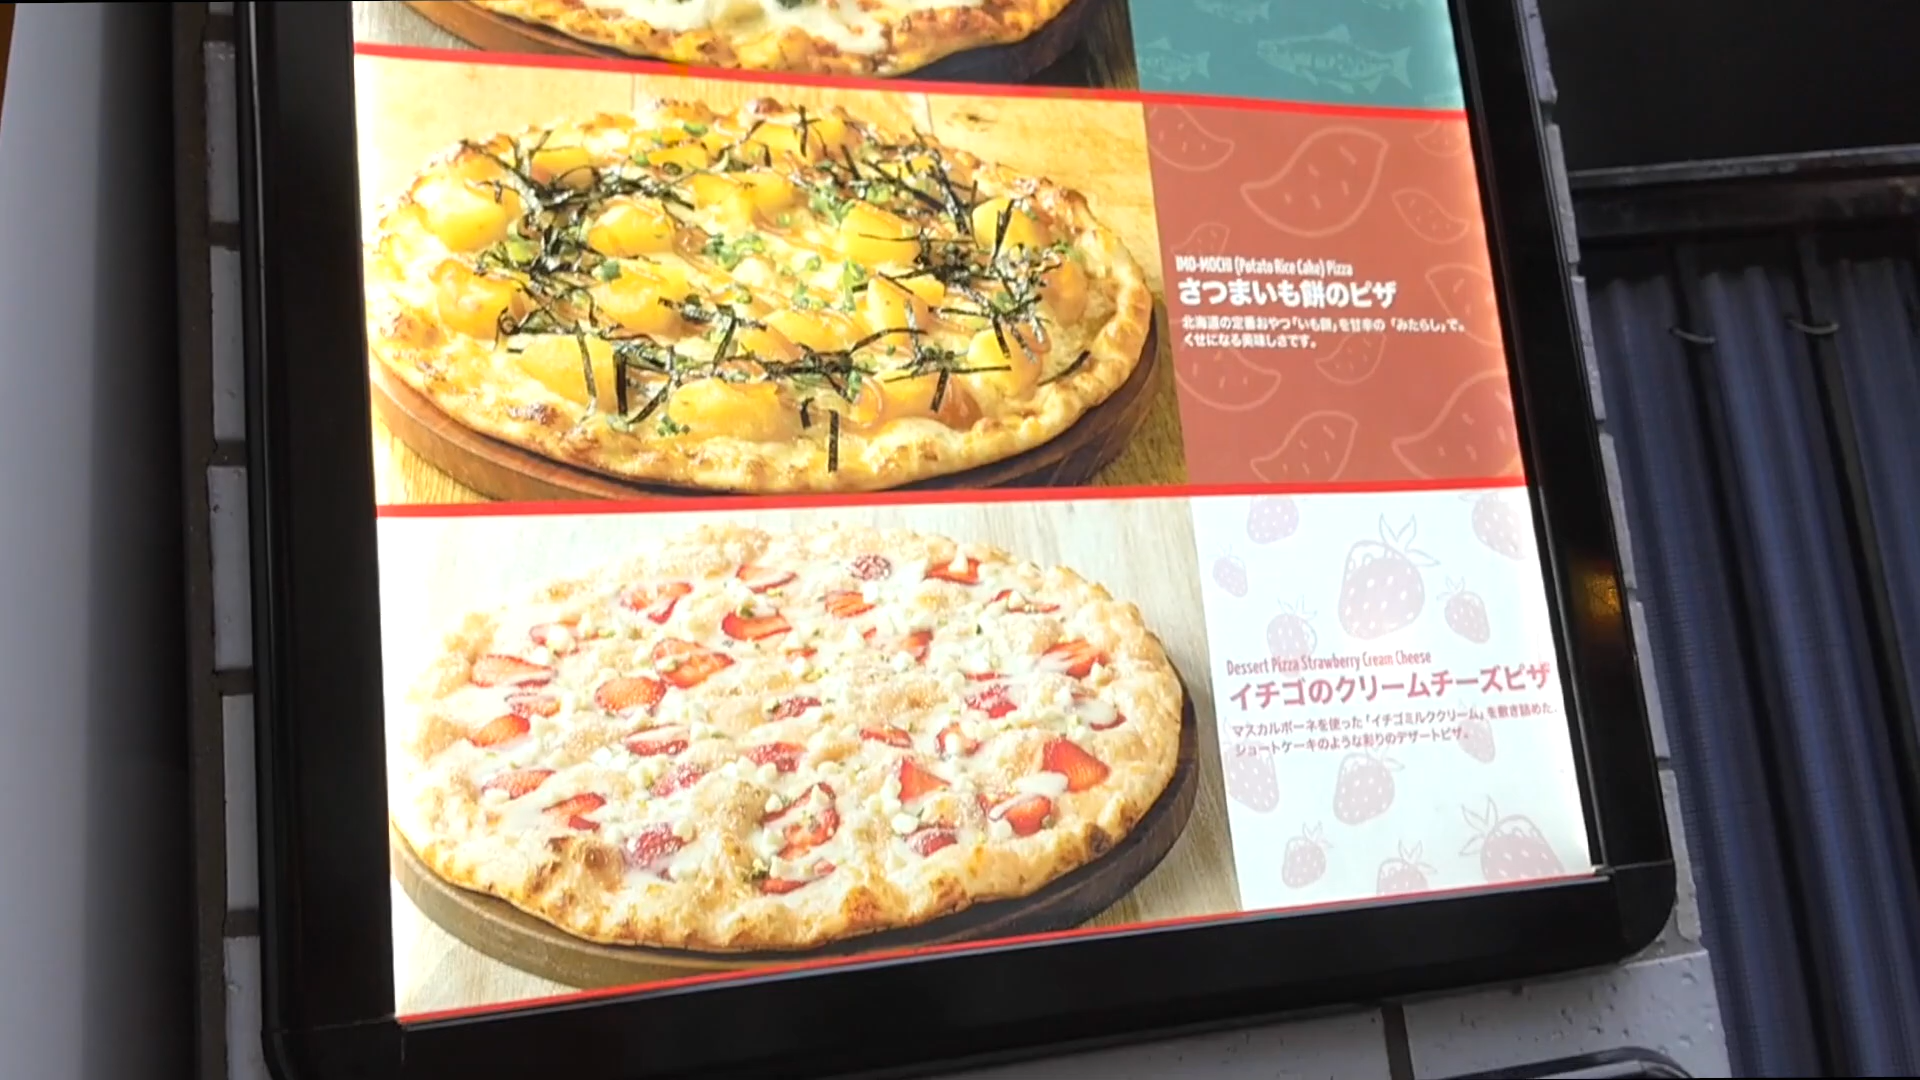 IMO-MOCHI (Potato Rice Cake) Pizza
さつまいも餅のピザ
北海道の定番おやつ「いも餅」を甘辛の「みたらし」で。
くせになる美味しさです。
Dessert Pizza Strawberry Cream Cheese
イチゴのクリームチーズピザ
マスカルポーネを使った「イチゴミルククリーム」を敷き詰めた、
ショートケーキのような彩りのデザートピザ。